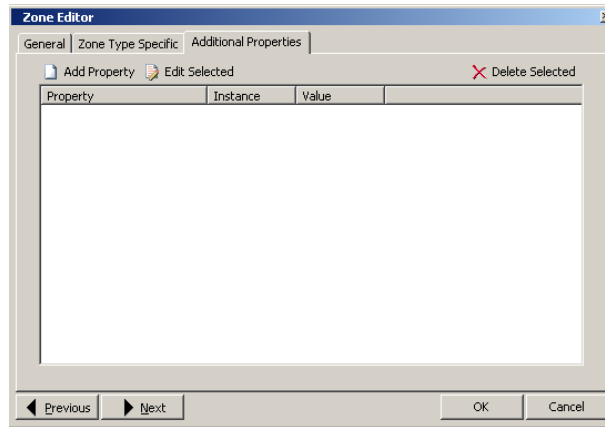 Zone Editor
General Zone Type Specific Additional Properties
Add Property Edit Selected Delete Selected
Property Instance Value
Previous Next OK Cancel